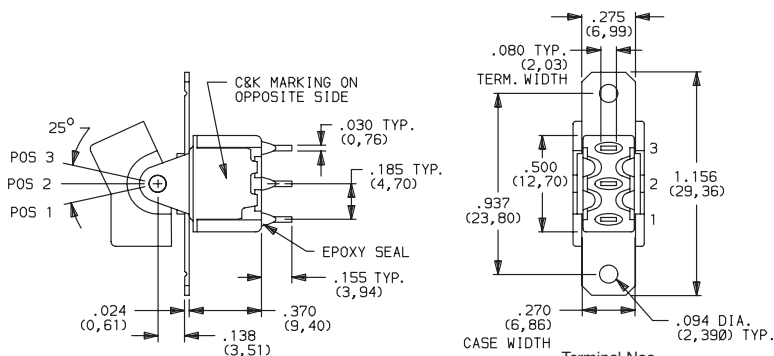 .275
(6,99)
.080 TYP.
(2,03)
TERM. WIDTH
C&K MARKING ON
OPPOSITE SIDE
.030 TYP.
(0,76)
25°
POS 3
POS 2
POS 1
.185 TYP.
(4,70)
.500
(12,70)
3
2
1
1.156
(29,36)
.937
(23,80)
EPOXY SEAL
.155 TYP.
(3,94)
.024
(0,61)
.370
(9,40)
.138
(3,51)
.270
(6,86)
CASE WIDTH
.094 DIA.
(2,390) TYP.
Terminal Nos.